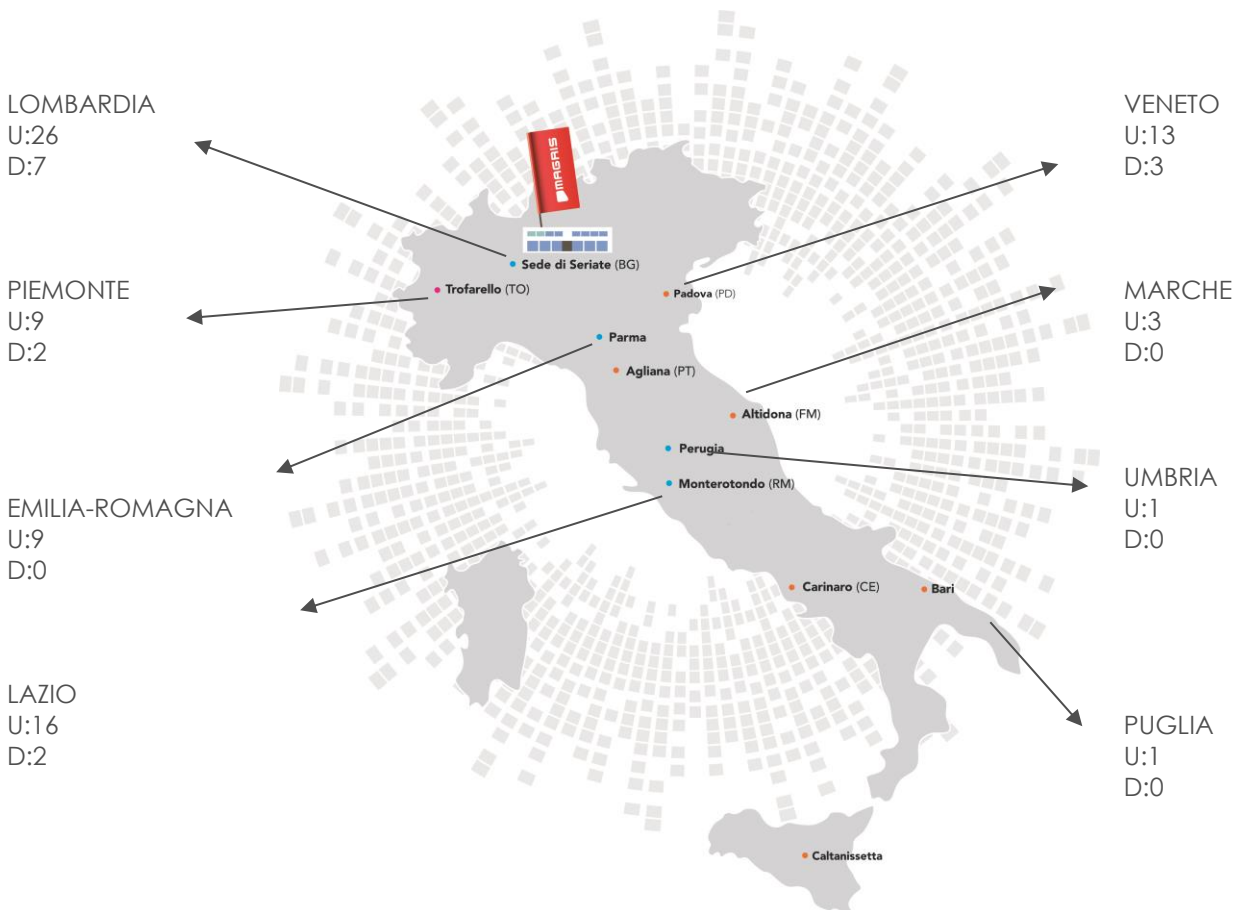 LOMBARDIA
U:26
D:7
PIEMONTE
U:9
D:2
EMILIA-ROMAGNA
U:9
D:0
LAZIO
U:16
D:2
MAGRIS
Sede di Seriate (BG)
Trofarello (TO)
Padova (PD)
Parma
Agliana (PT)
Altidona (FM)
Perugia
Monterotondo (RM)
Carinaro (CE)
Bari
Caltanissetta
VENETO
U:13
D:3
MARCHE
U:3
D:0
UMBRIA
U:1
D:0
PUGLIA
U:1
D:0